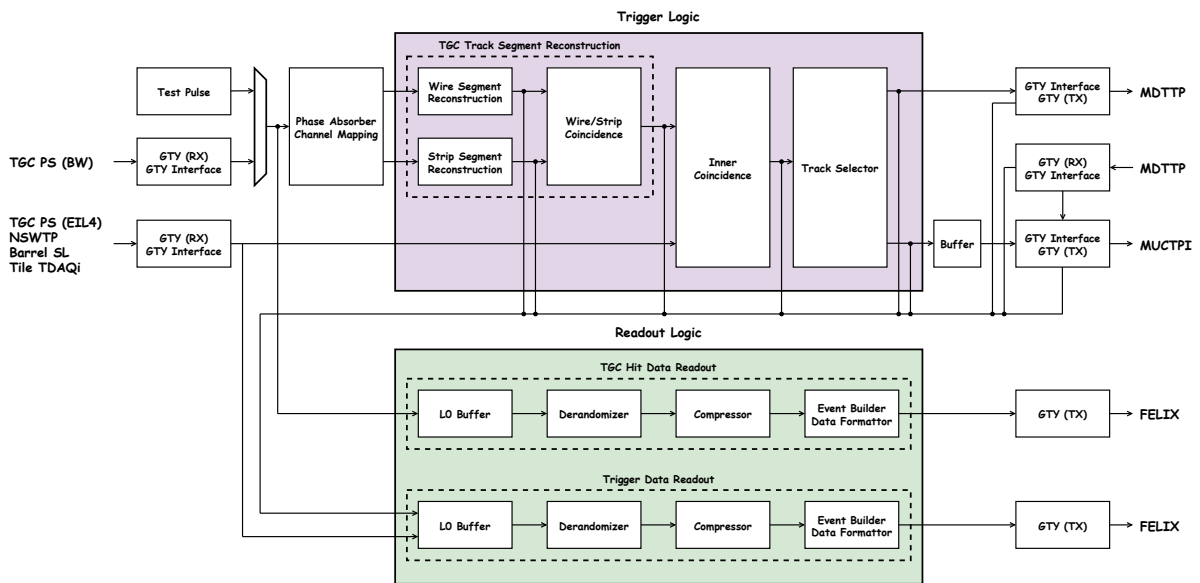 Trigger Logic
TGC Track Segment Reconstruction
Test Pulse
Phase Absorber
Channel Mapping
Wire Segment
Reconstruction
Wire/Strip
Coincidence
Inner
Coincidence
Track Selector
GTY Interface
GTY (TX)
MDTTP
TGC PS (BW)
GTY (RX)
GTY Interface
Strip Segment
Reconstruction
GTY (RX)
GTY Interface
MDTTP
TGC PS (EIL4)
NSWTP
Barrel SL
Tile TDAQi
GTY (RX)
GTY Interface
Buffer
GTY Interface
GTY (TX)
MUCTPI
Readout Logic
TGC Hit Data Readout
L0 Buffer
Derandomizer
Compressor
Event Builder
Data Formattor
GTY (TX)
FELIX
Trigger Data Readout
L0 Buffer
Derandomizer
Compressor
Event Builder
Data Formattor
GTY (TX)
FELIX